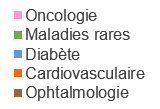 Oncologie
Maladies rares
Diabète
Cardiovasculaire
Ophtalmologie